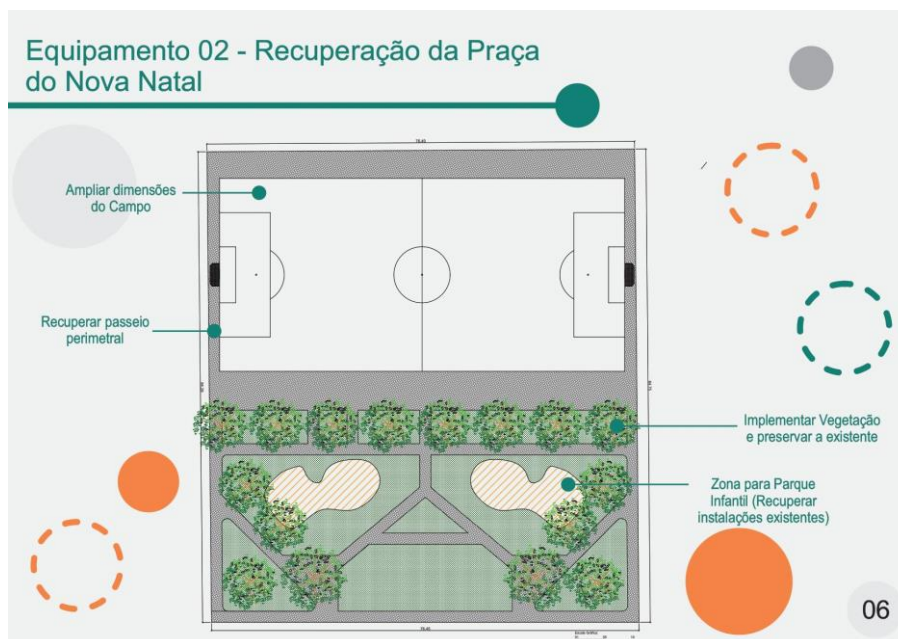 Equipamento 02 - Recuperação da Praça
do Nova Natal
Ampliar dimensões
do Campo
Recuperar passeio
perimetral
Implementar Vegetação
e preservar a existente
Zona para Parque
Infantil (Recuperar
instalações existentes)
06